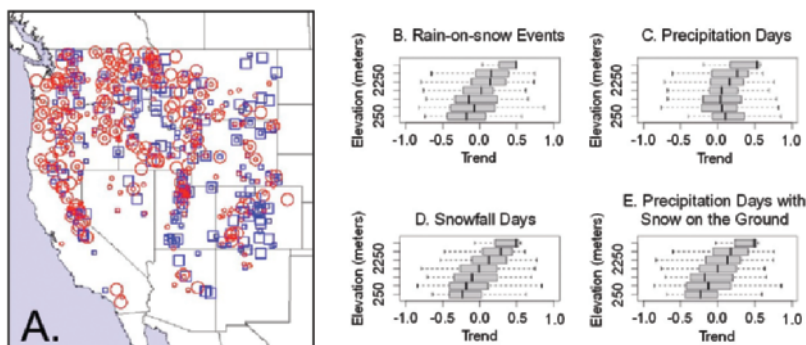 A.
B. Rain-on-snow Events
Elevation (meters)
2250
250
-1.0 -0.5 0.0 0.5 1.0
Trend
C. Precipitation Days
Elevation (meters)
2250
250
-1.0 -0.5 0.0 0.5 1.0
Trend
D. Snowfall Days
Elevation (meters)
2250
250
-1.0 -0.5 0.0 0.5 1.0
Trend
E. Precipitation Days with
Snow on the Ground
Elevation (meters)
2250
250
-1.0 -0.5 0.0 0.5 1.0
Trend